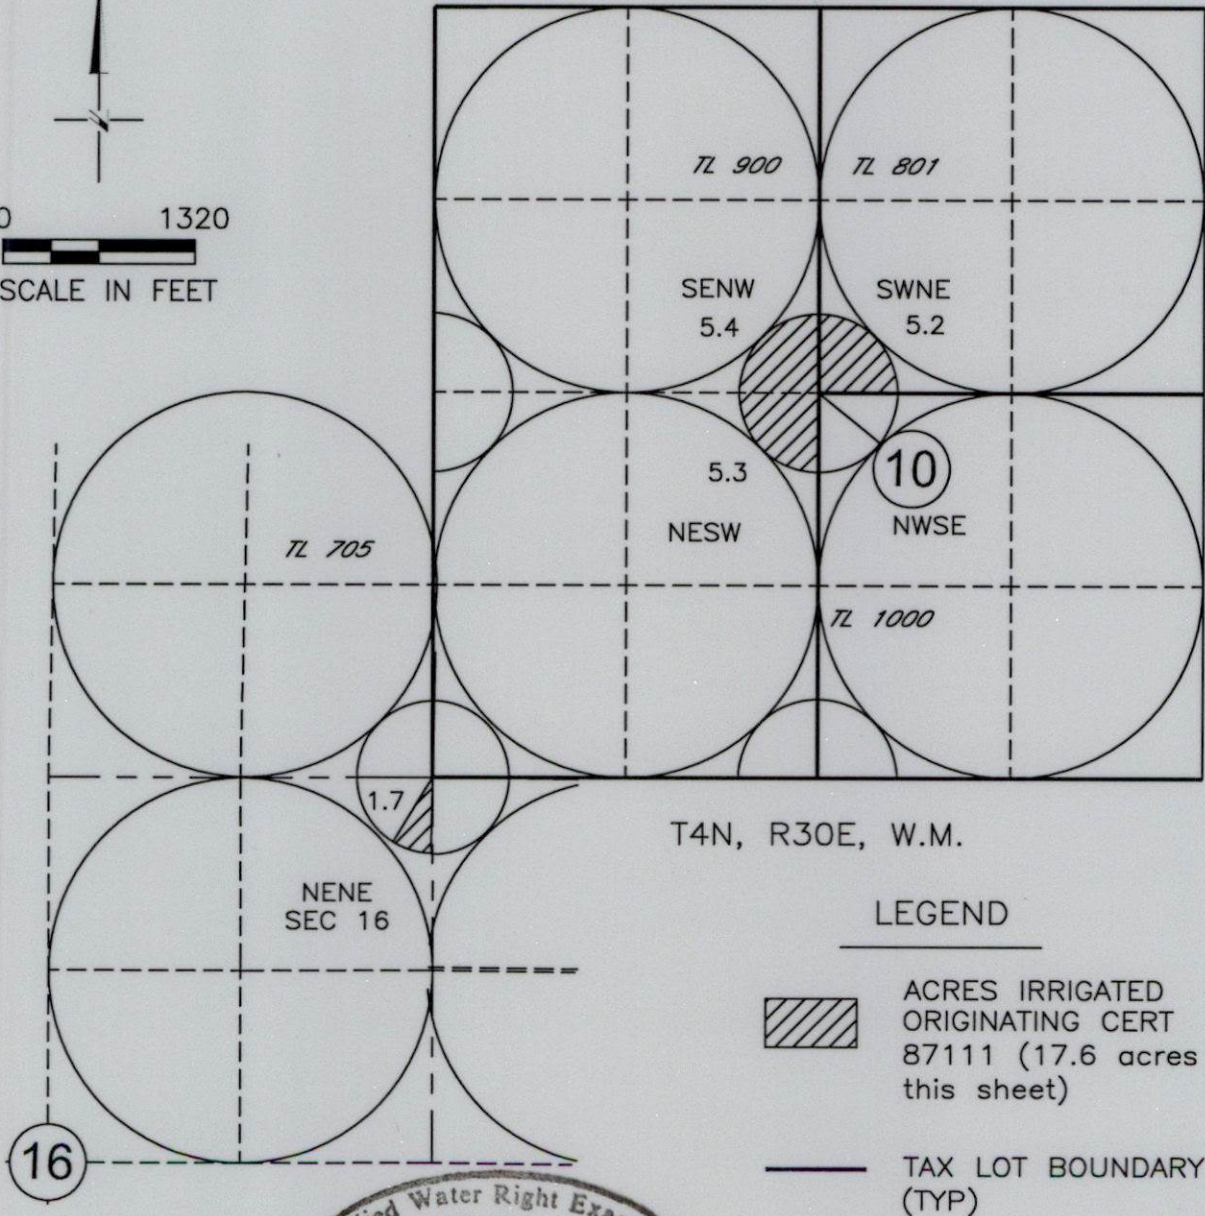 0 1320
SCALE IN FEET
TL 900
TL 801
SENW
5.4
SWNE
5.2
5.3
NESW
10
NWSE
TL 705
TL 1000
1.7
NENE
SEC 16
T4N, R30E, W.M.
LEGEND
ACRES IRRIGATED
ORIGINATING CERT
87111 (17.6 acres
this sheet)
16
TAX LOT BOUNDARY
(TYP)
Water Right